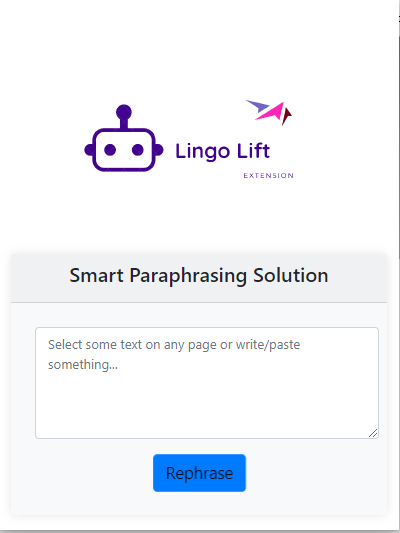 Lingo Lift
EXTENSION
Smart Paraphrasing Solution
Select some text on any page or write/paste
something...
Rephrase